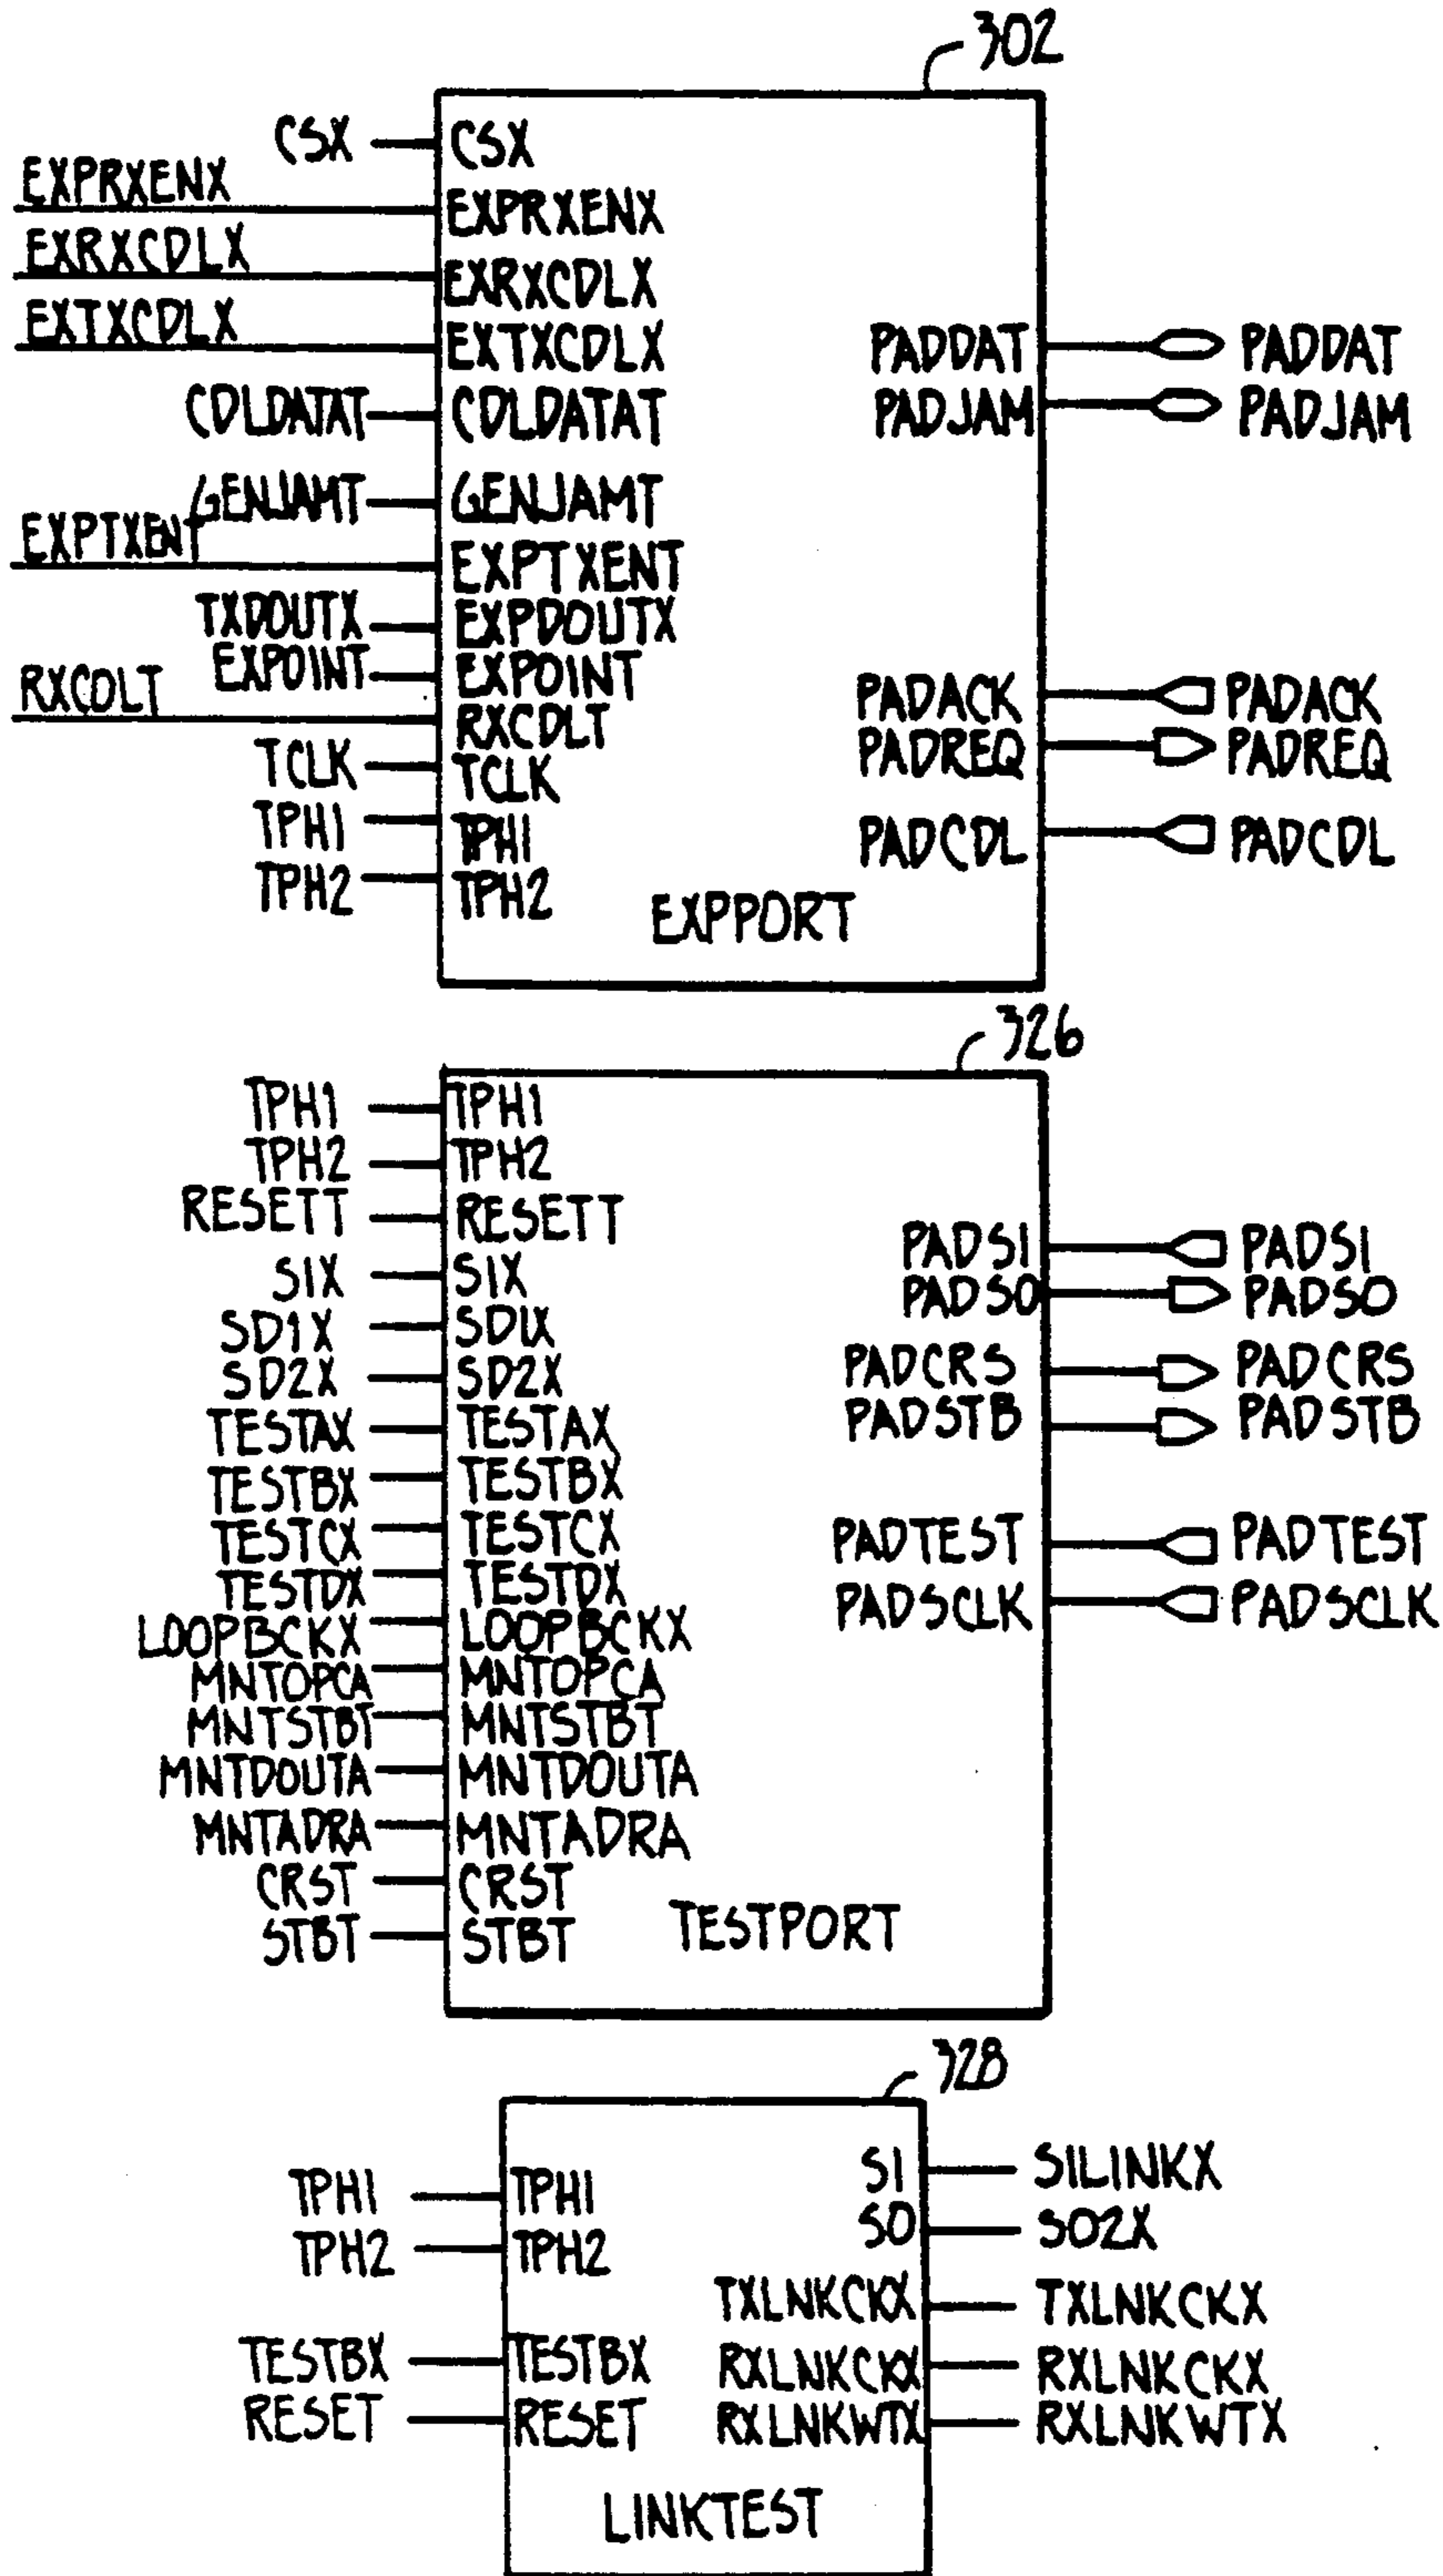 302
CSX CSX
EXPRXENX EXPRXENX
EXRXCDLX EXRXCDLX
EXTXCDLX EXTXCDLX PADDAT PADDAT
CDLDATAT CDLDATAT PADJAM PADJAM
GENJAMT GENJAMT
EXPTXENT EXPTXENT
TXDOUTX EXPDOUTX
EXPOINT EXPOINT PADACK PADACK
RXCOLT RXCDLT PADREQ PADREQ
TCLK TCLK
TPH1 TPH1 PADCDL PADCDL
TPH2 TPH2
EXPPORT
326
TPH1 TPH1
TPH2 TPH2
RESETT RESETT PADSI PADSI
SIX SIX PADSO PADSO
SD1X SD1X
SD2X SD2X PADCRS PADCRS
TESTAX TESTAX PADSTB PADSTB
TESTBX TESTBX
TESTCX TESTCX PADTEST PADTEST
TESTDX TESTDX PADSCLK PADSCLK
LOOPBCKX LOOPBCKX
MNTOPCA MNTOPCA
MNTSTBT MNTSTBT
MNTDOUTA MNTDOUTA
MNTADRA MNTADRA
CRST CRST
STBT STBT
TESTPORT
328
TPH1 TPH1 SI SILINKX
TPH2 TPH2 SO SO2X
TXLNKCKX TXLNKCKX
TESTBX TESTBX RXLNKCKX RXLNKCKX
RESET RESET RXLNKWTX RXLNKWTX
LINKTEST